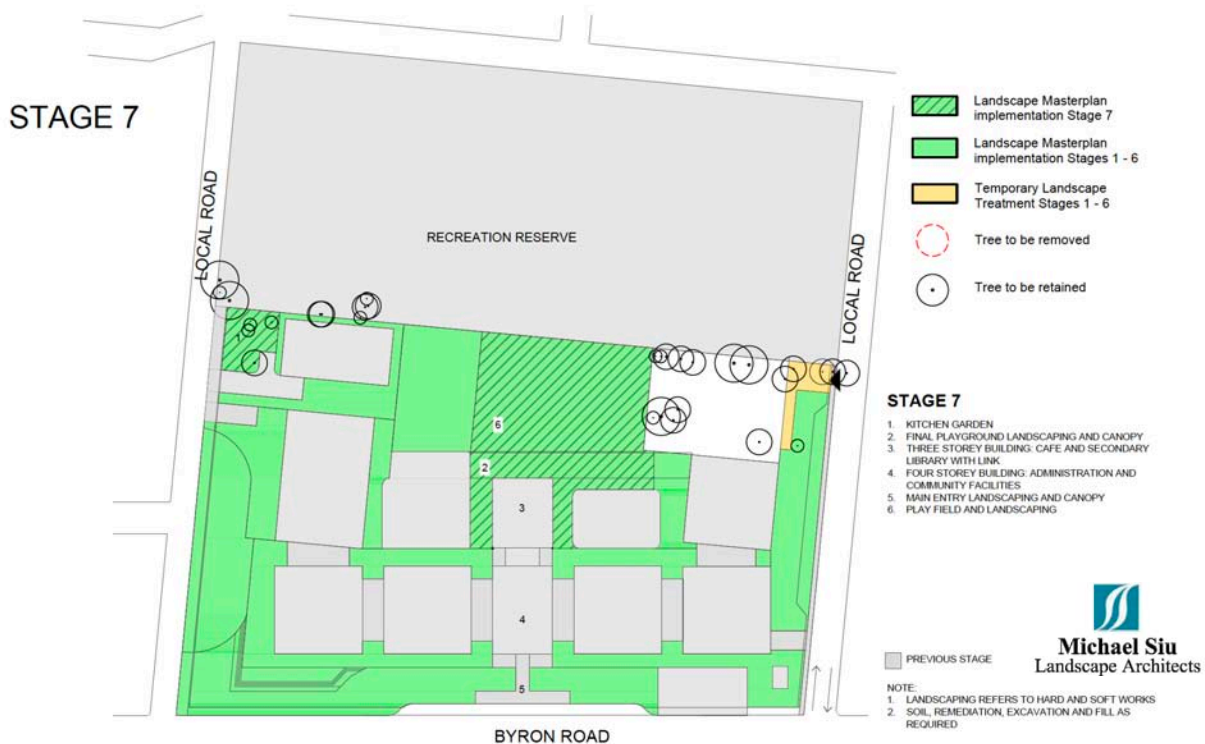 STAGE 7
LOCAL ROAD
RECREATION RESERVE
LOCAL ROAD
1
6
2
3
4
5
BYRON ROAD
Landscape Masterplan
implementation Stage 7
Landscape Masterplan
implementation Stages 1 - 6
Temporary Landscape
Treatment Stages 1 - 6
Tree to be removed
Tree to be retained
STAGE 7
1. KITCHEN GARDEN
2. FINAL PLAYGROUND LANDSCAPING AND CANOPY
3. THREE STOREY BUILDING: CAFE AND SECONDARY
LIBRARY WITH LINK
4. FOUR STOREY BUILDING: ADMINISTRATION AND
COMMUNITY FACILITIES
5. MAIN ENTRY LANDSCAPING AND CANOPY
6. PLAY FIELD AND LANDSCAPING
Michael Siu
Landscape Architects
PREVIOUS STAGE
NOTE:
1. LANDSCAPING REFERS TO HARD AND SOFT WORKS
2. SOIL, REMEDIATION, EXCAVATION AND FILL AS
REQUIRED